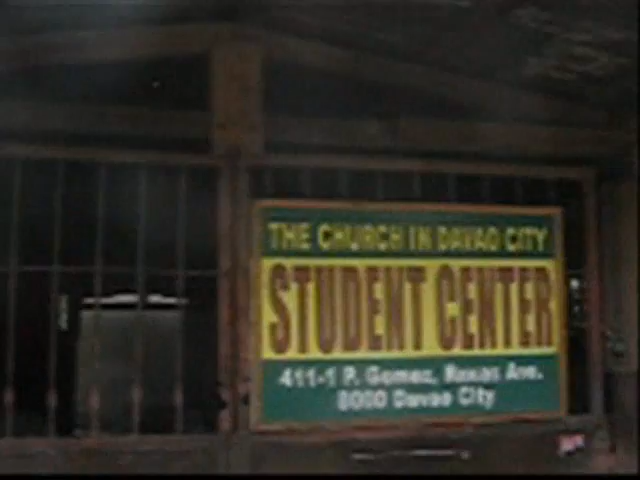 THE CHURCH IN DAVAO CITY
STUDENT CENTER
411-1 P. Gomez, Roxas Ave.
8000 Davao City